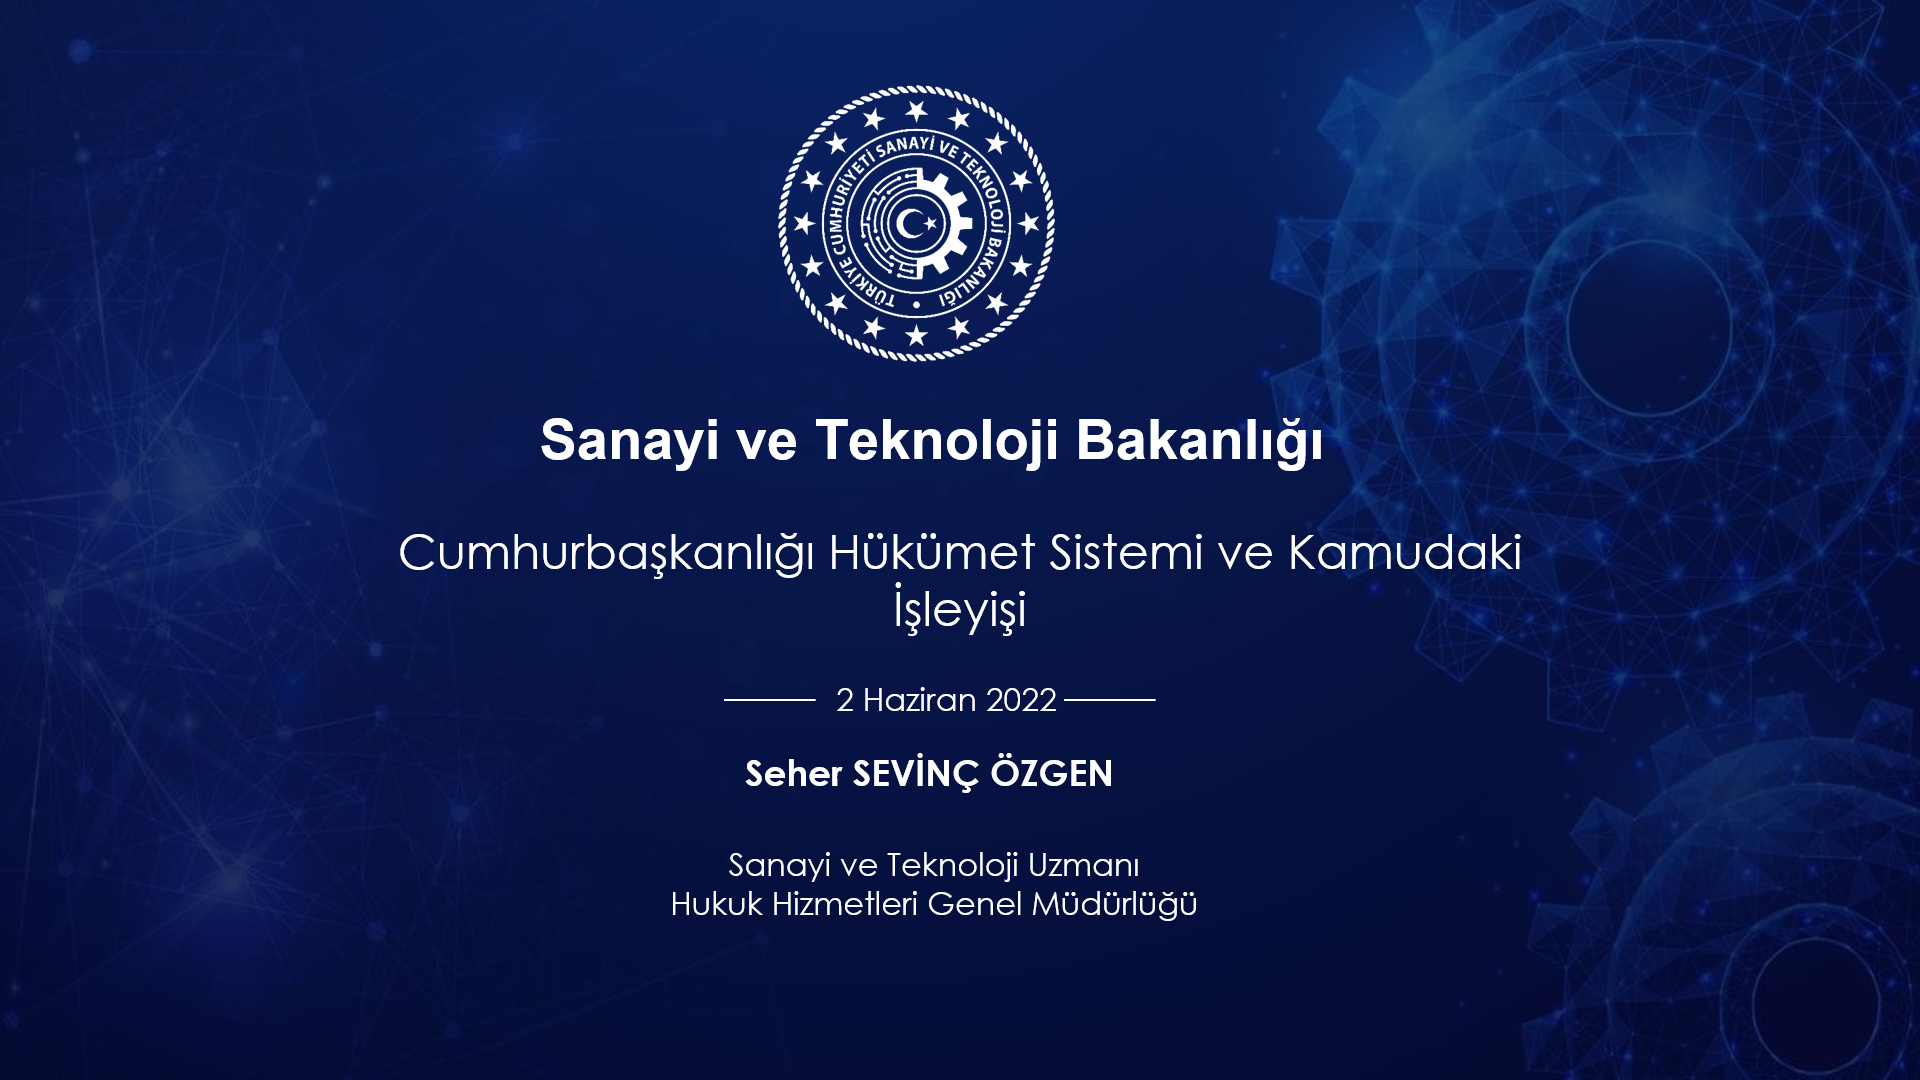 TÜRKİYE CUMHURİYETİ SANAYİ VE TEKNOLOJİ BAKANLIĞI
Sanayi ve Teknoloji Bakanlığı
Cumhurbaşkanlığı Hükümet Sistemi ve Kamudaki
İşleyişi
2 Haziran 2022
Seher SEVİNÇ ÖZGEN
Sanayi ve Teknoloji Uzmanı
Hukuk Hizmetleri Genel Müdürlüğü